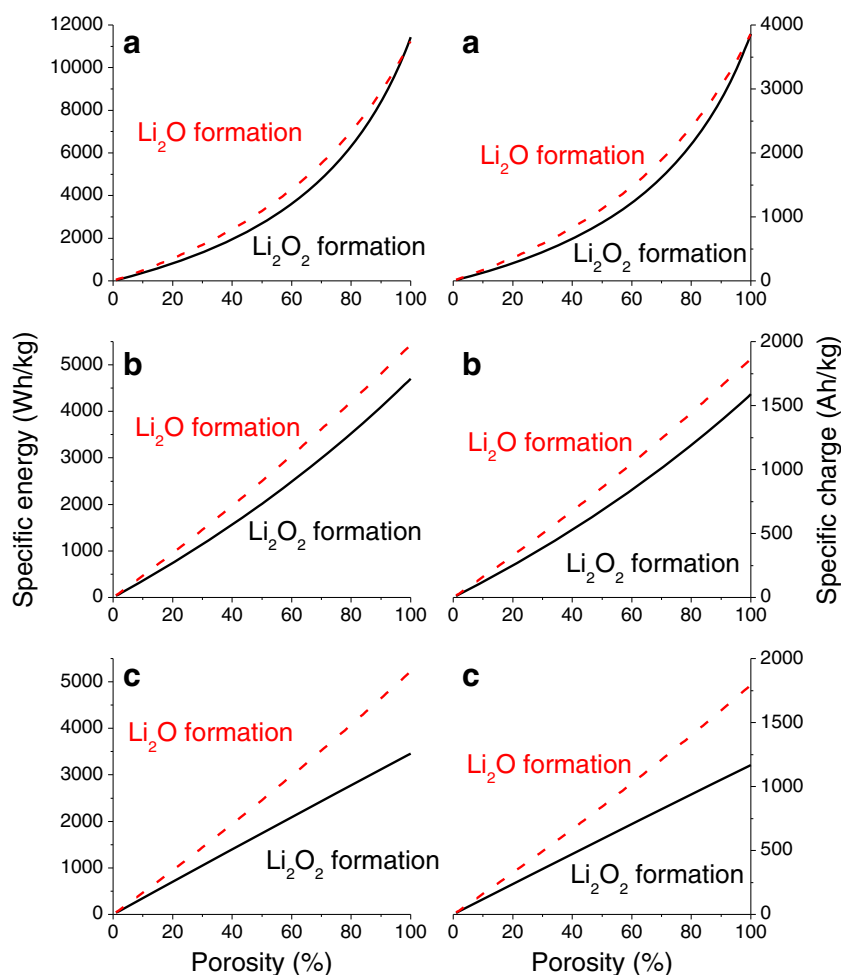 a
12000
10000
8000
6000
4000
2000
0
Li₂O formation
Li₂O₂ formation
0 20 40 60 80 100
a
4000
3000
2000
1000
0
Li₂O formation
Li₂O₂ formation
0 20 40 60 80 100
Specific energy (Wh/kg)
b
5000
4000
3000
2000
1000
0
Li₂O formation
Li₂O₂ formation
0 20 40 60 80 100
b
2000
1500
1000
500
0
Li₂O formation
Li₂O₂ formation
0 20 40 60 80 100
Specific charge (Ah/kg)
c
5000
4000
3000
2000
1000
0
Li₂O formation
Li₂O₂ formation
0 20 40 60 80 100
Porosity (%)
c
2000
1500
1000
500
0
Li₂O formation
Li₂O₂ formation
0 20 40 60 80 100
Porosity (%)